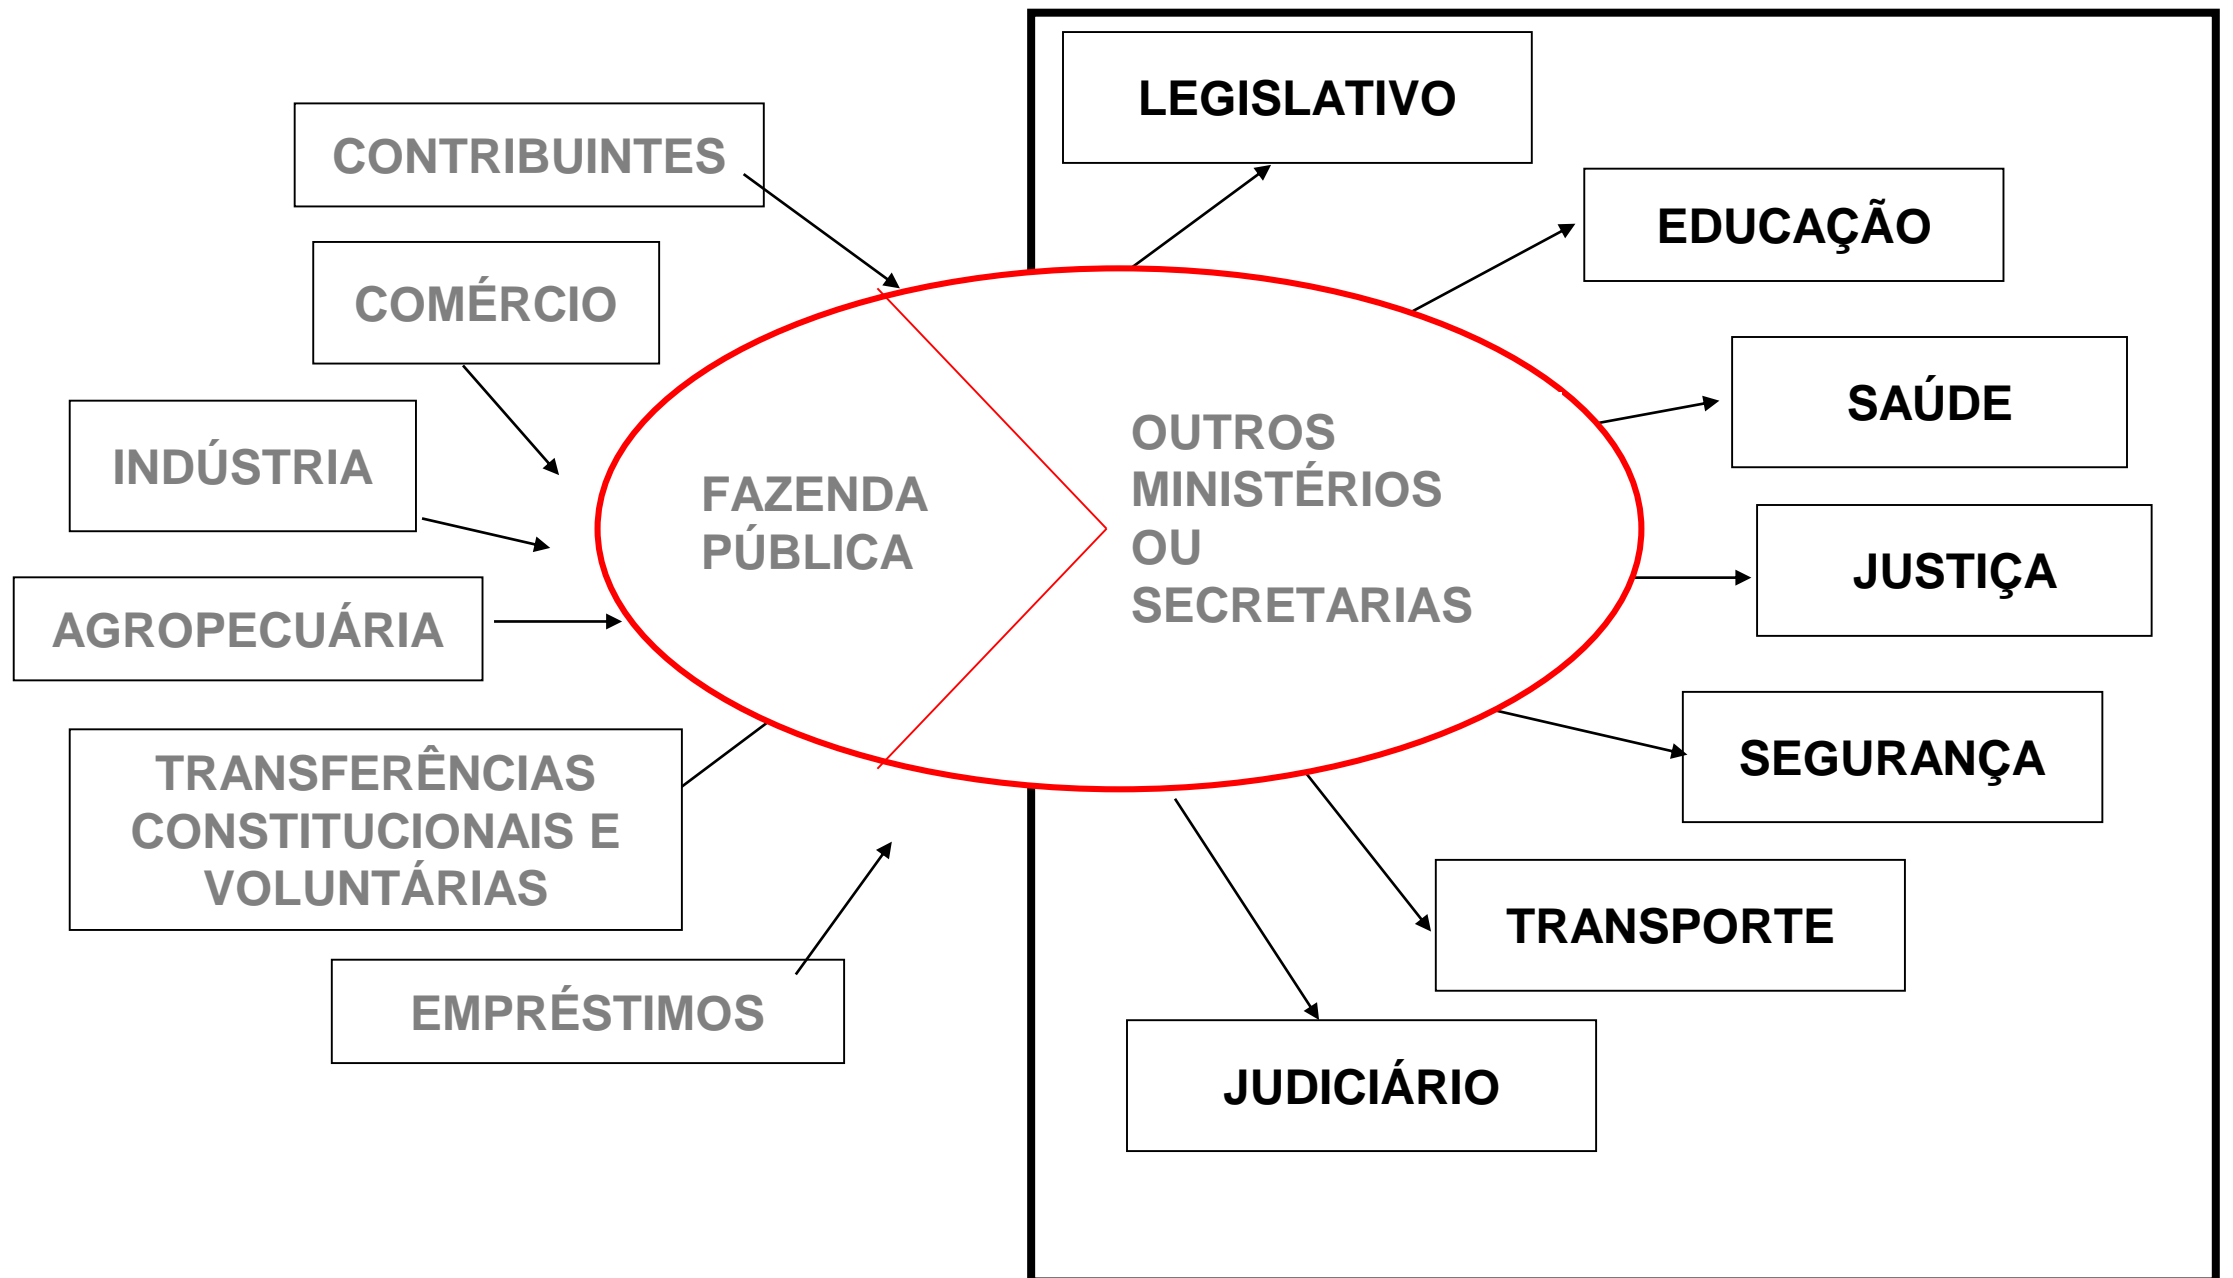 LEGISLATIVO
CONTRIBUINTES
EDUCAÇÃO
COMÉRCIO
SAÚDE
INDÚSTRIA
FAZENDA
PÚBLICA
OUTROS
MINISTÉRIOS
OU
SECRETARIAS
JUSTIÇA
AGROPECUÁRIA
SEGURANÇA
TRANSFERÊNCIAS
CONSTITUCIONAIS E
VOLUNTÁRIAS
TRANSPORTE
EMPRÉSTIMOS
JUDICIÁRIO